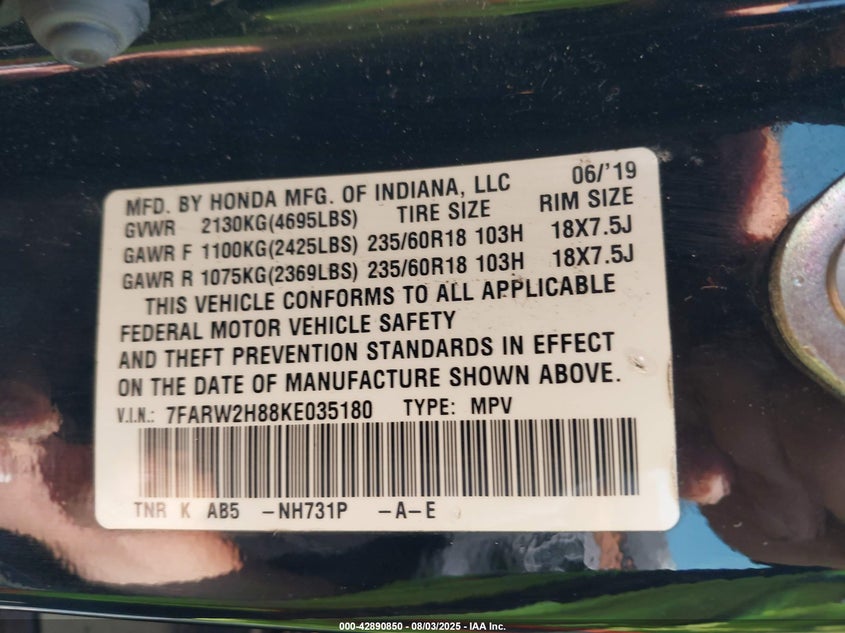 MFD. BY HONDA MFG. OF INDIANA, LLC 06/'19
GVWR 2130KG(4695LBS) TIRE SIZE RIM SIZE
GAWR F 1100KG(2425LBS) 235/60R18 103H 18X7.5J
GAWR R 1075KG(2369LBS) 235/60R18 103H 18X7.5J
THIS VEHICLE CONFORMS TO ALL APPLICABLE
FEDERAL MOTOR VEHICLE SAFETY
AND THEFT PREVENTION STANDARDS IN EFFECT
ON THE DATE OF MANUFACTURE SHOWN ABOVE.
V.I.N.: 7FARW2H88KE035180 TYPE: MPV
TNR K AB5 -NH731P -A-E
000-42890850 - 08/03/2025 - IAA Inc.